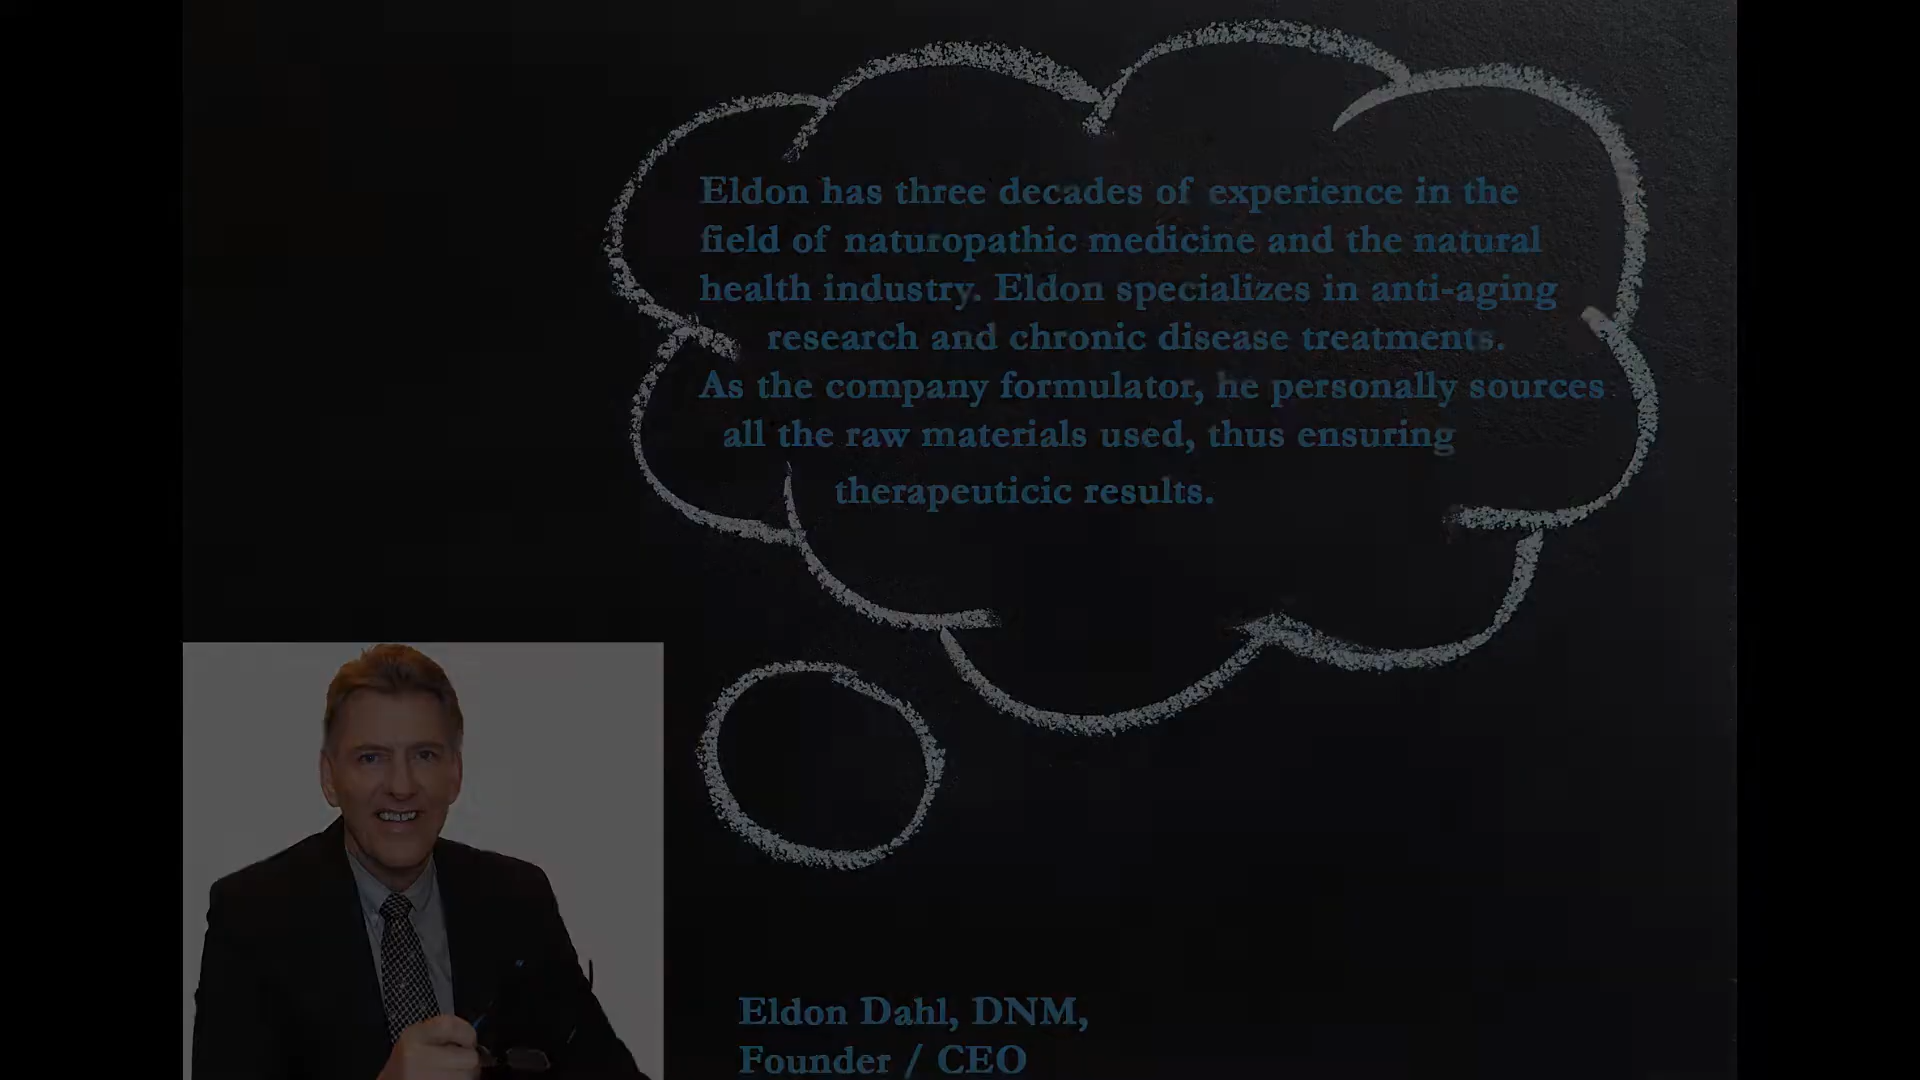 Eldon has three decades of experience in the
field of naturopathic medicine and the natural
health industry. Eldon specializes in anti-aging
research and chronic disease treatments.
As the company formulator, he personally sources
all the raw materials used, thus ensuring
therapeuticic results.
Eldon Dahl, DNM,
Founder / CEO